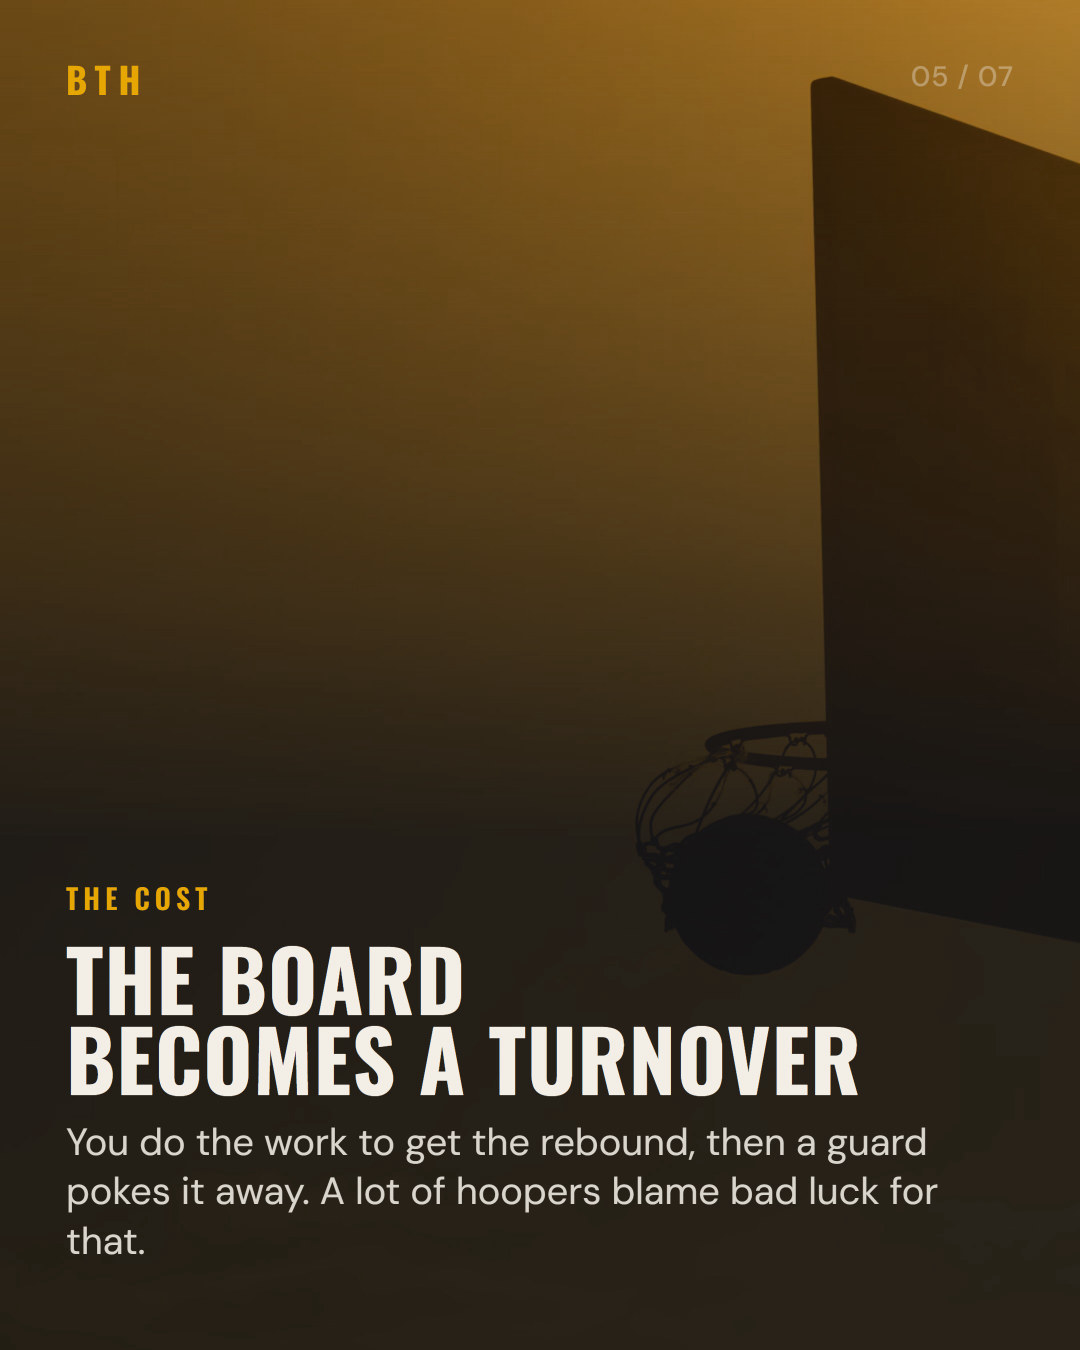 BTH
05 / 07
THE COST
THE BOARD
BECOMES A TURNOVER
You do the work to get the rebound, then a guard
pokes it away. A lot of hoopers blame bad luck for
that.